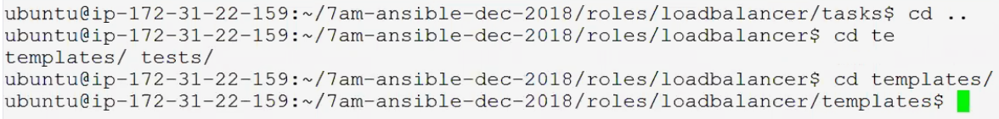 ubuntu@ip-172-31-22-159:~/7am-ansible-dec-2018/roles/loadbalancer/tasks$ cd ..
ubuntu@ip-172-31-22-159:~/7am-ansible-dec-2018/roles/loadbalancer$ cd te
templates/ tests/
ubuntu@ip-172-31-22-159:~/7am-ansible-dec-2018/roles/loadbalancer$ cd templates/
ubuntu@ip-172-31-22-159:~/7am-ansible-dec-2018/roles/loadbalancer/templates$